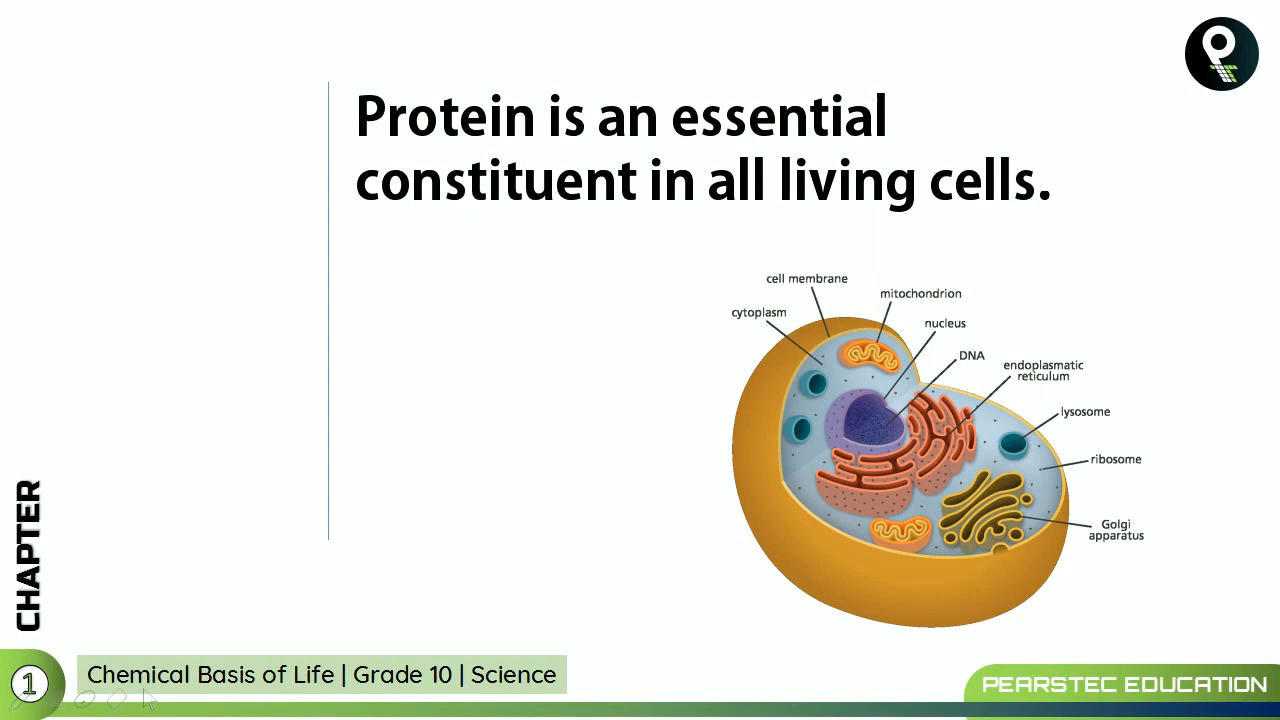 Protein is an essential
constituent in all living cells.
cell membrane
mitochondrion
cytoplasm
nucleus
DNA
endoplasmatic
reticulum
lysosome
ribosome
Golgi
apparatus
CHAPTER
1
Chemical Basis of Life | Grade 10 | Science
PEARSTEC EDUCATION